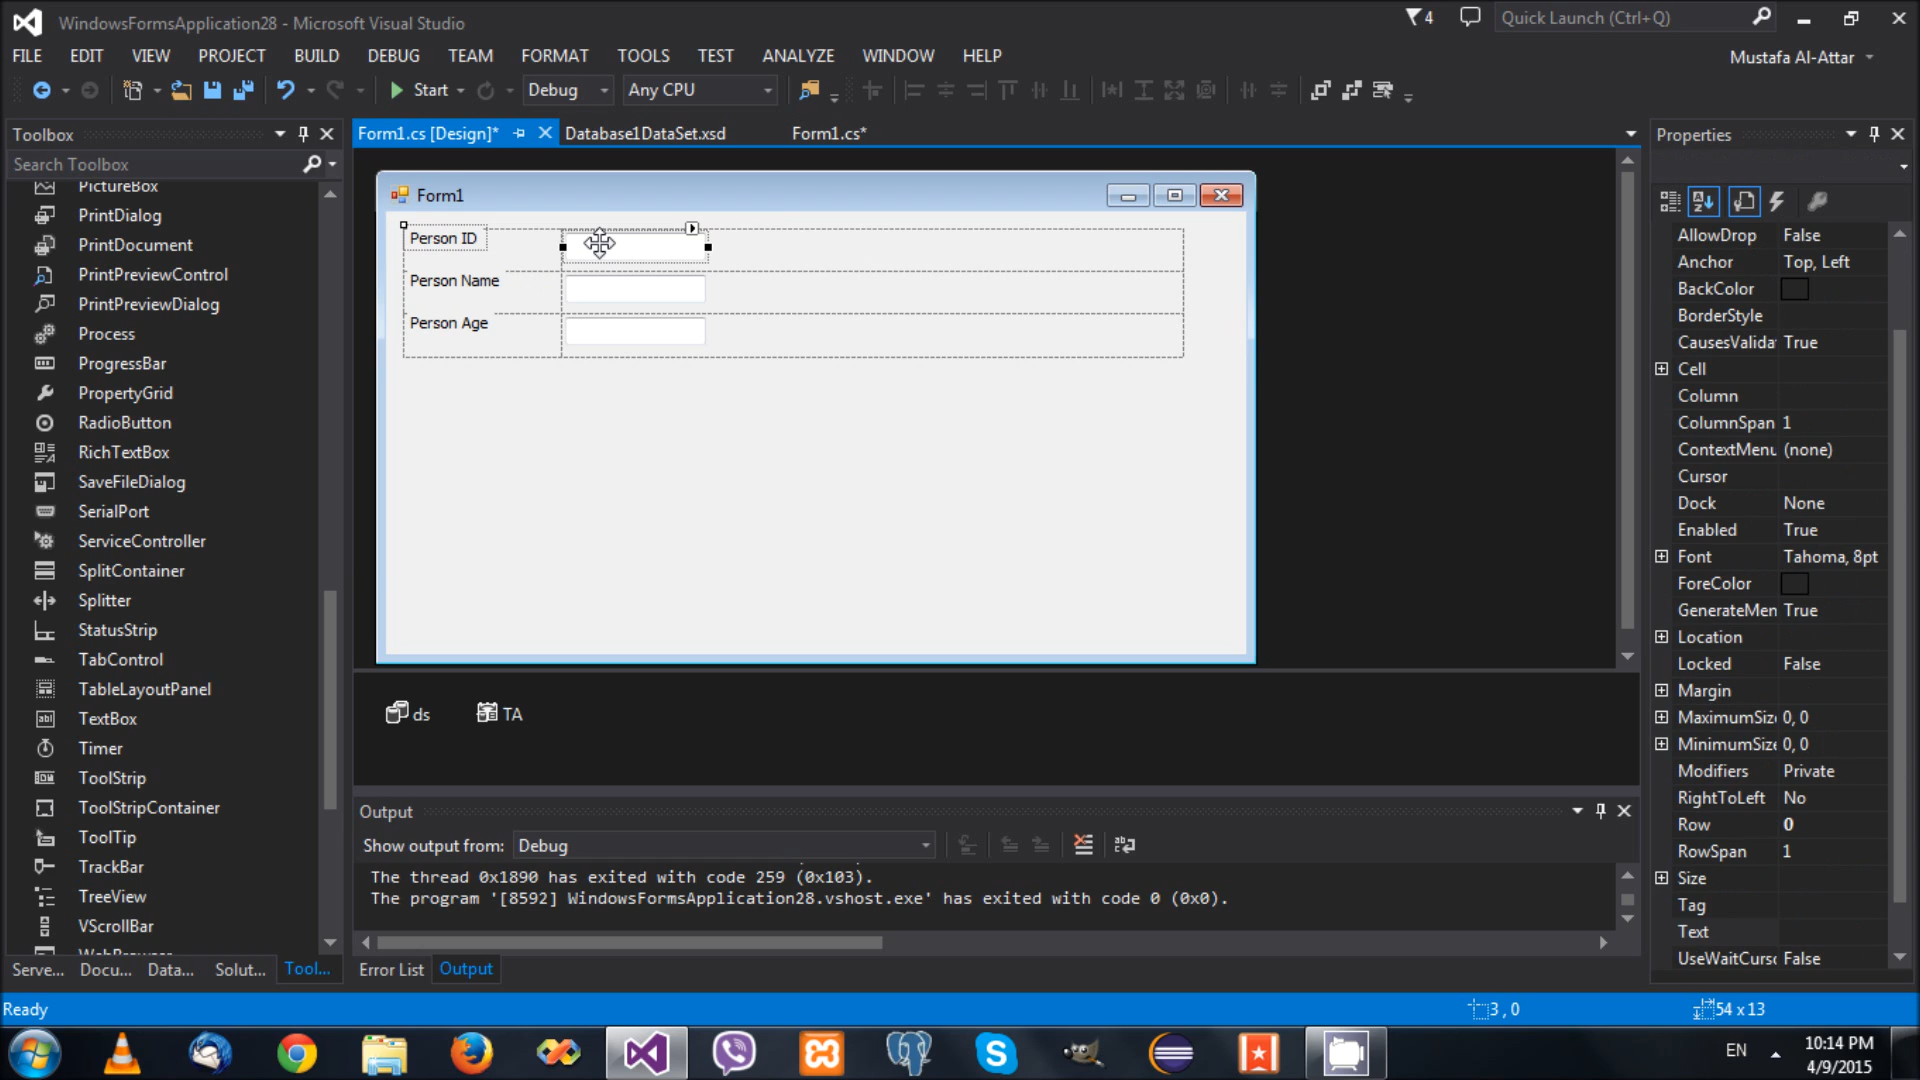 WindowsFormsApplication28 - Microsoft Visual Studio
4
Quick Launch (Ctrl+Q)
FILE EDIT VIEW PROJECT BUILD DEBUG TEAM FORMAT TOOLS TEST ANALYZE WINDOW HELP
Mustafa Al-Attar
Start Debug Any CPU
Toolbox
Search Toolbox
PictureBox
PrintDialog
PrintDocument
PrintPreviewControl
PrintPreviewDialog
Process
ProgressBar
PropertyGrid
RadioButton
RichTextBox
SaveFileDialog
SerialPort
ServiceController
SplitContainer
Splitter
StatusStrip
TabControl
TableLayoutPanel
TextBox
Timer
ToolStrip
ToolStripContainer
ToolTip
TrackBar
TreeView
VScrollBar
WebBrowser
Serve... Docu... Data... Solut... Tool...
Form1.cs [Design]* Database1DataSet.xsd Form1.cs*
Form1
Person ID
Person Name
Person Age
ds TA
Output
Show output from: Debug
The thread 0x1890 has exited with code 259 (0x103).
The program '[8592] WindowsFormsApplication28.vshost.exe' has exited with code 0 (0x0).
Error List Output
Properties
AllowDrop False
Anchor Top, Left
BackColor
BorderStyle
CausesValida True
Cell
Column
ColumnSpan 1
ContextMenu (none)
Cursor
Dock None
Enabled True
Font Tahoma, 8pt
ForeColor
GenerateMen True
Location
Locked False
Margin
MaximumSiz 0, 0
MinimumSize 0, 0
Modifiers Private
RightToLeft No
Row 0
RowSpan 1
Size
Tag
Text
UseWaitCurso False
Ready
3 , 0
54 x 13
EN
10:14 PM
4/9/2015